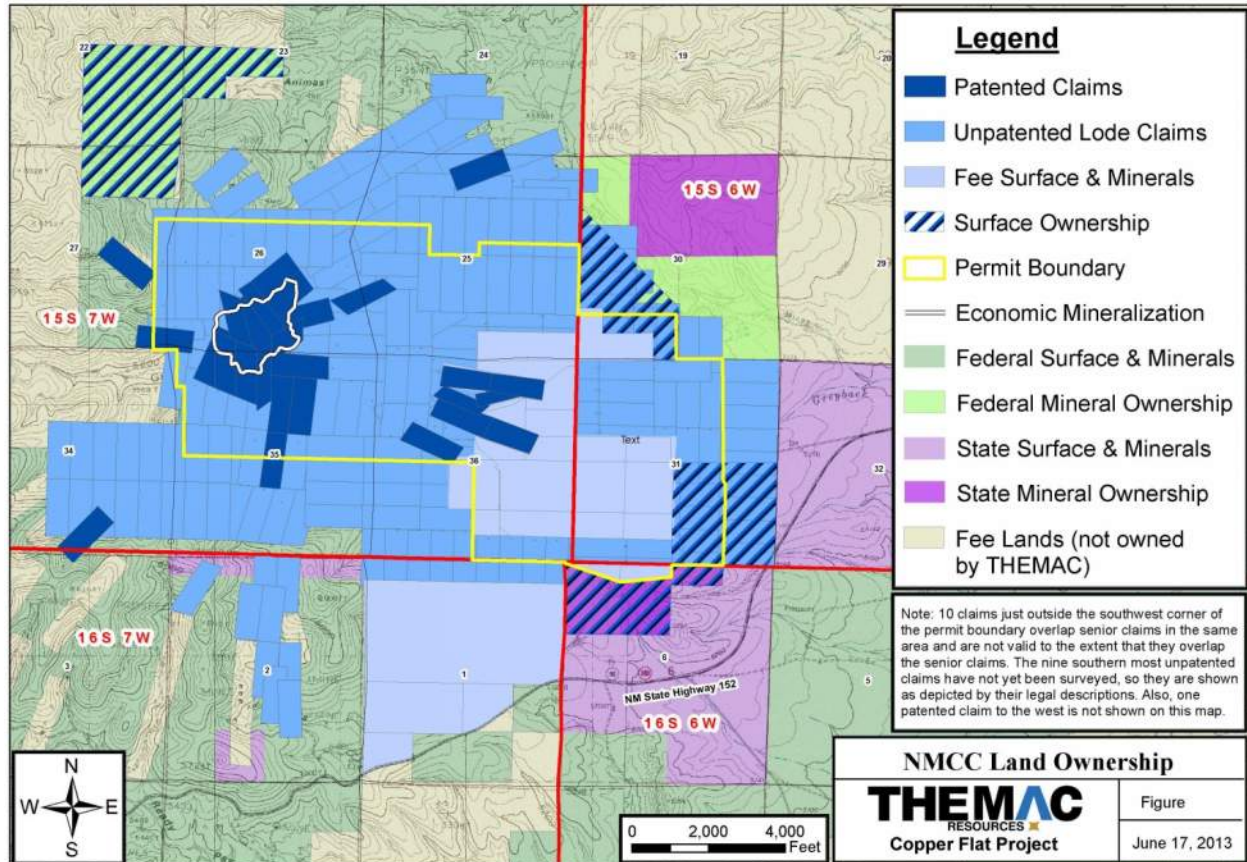 22
23
24
19
20
Animas
PROSPECT
Legend
Patented Claims
Unpatented Lode Claims
Fee Surface & Minerals
Surface Ownership
Permit Boundary
Economic Mineralization
Federal Surface & Minerals
Federal Mineral Ownership
State Surface & Minerals
State Mineral Ownership
Fee Lands (not owned
by THEMAC)
15S 6W
27
26
25
30
29
15S 7W
Greyback
34
35
36
Text
31
32
16S 7W
3
2
1
6
5
NM State Highway 152
16S 6W
Note: 10 claims just outside the southwest corner of
the permit boundary overlap senior claims in the same
area and are not valid to the extent that they overlap
the senior claims. The nine southern most unpatented
claims have not yet been surveyed, so they are shown
as depicted by their legal descriptions. Also, one
patented claim to the west is not shown on this map.
N
W E
S
0 2,000 4,000
Feet
NMCC Land Ownership
THEMAC
RESOURCES
Copper Flat Project
Figure
June 17, 2013